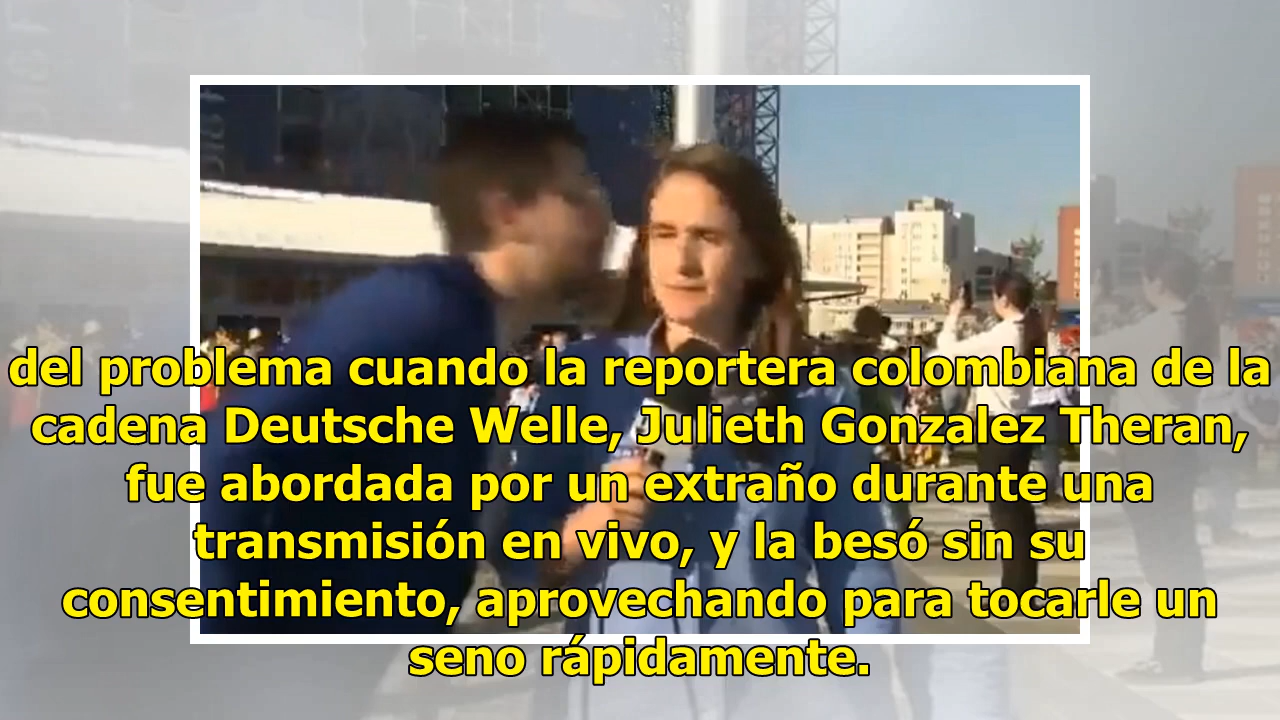 del problema cuando la reportera colombiana de la
cadena Deutsche Welle, Julieth Gonzalez Theran,
fue abordada por un extraño durante una
transmisión en vivo, y la besó sin su
consentimiento, aprovechando para tocarle un
seno rápidamente.